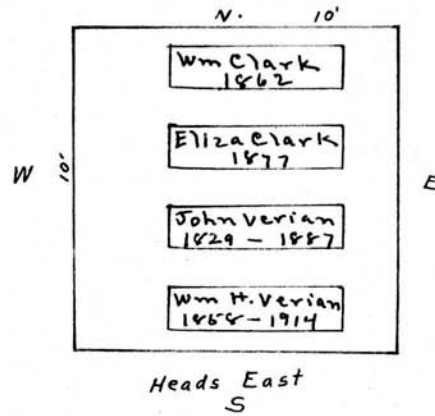 N. 10'
Wm Clark
1862
Eliza Clark
1877
W 10' E
John Verian
1829 - 1887
Wm H. Verian
1858 - 1914
Heads East
S